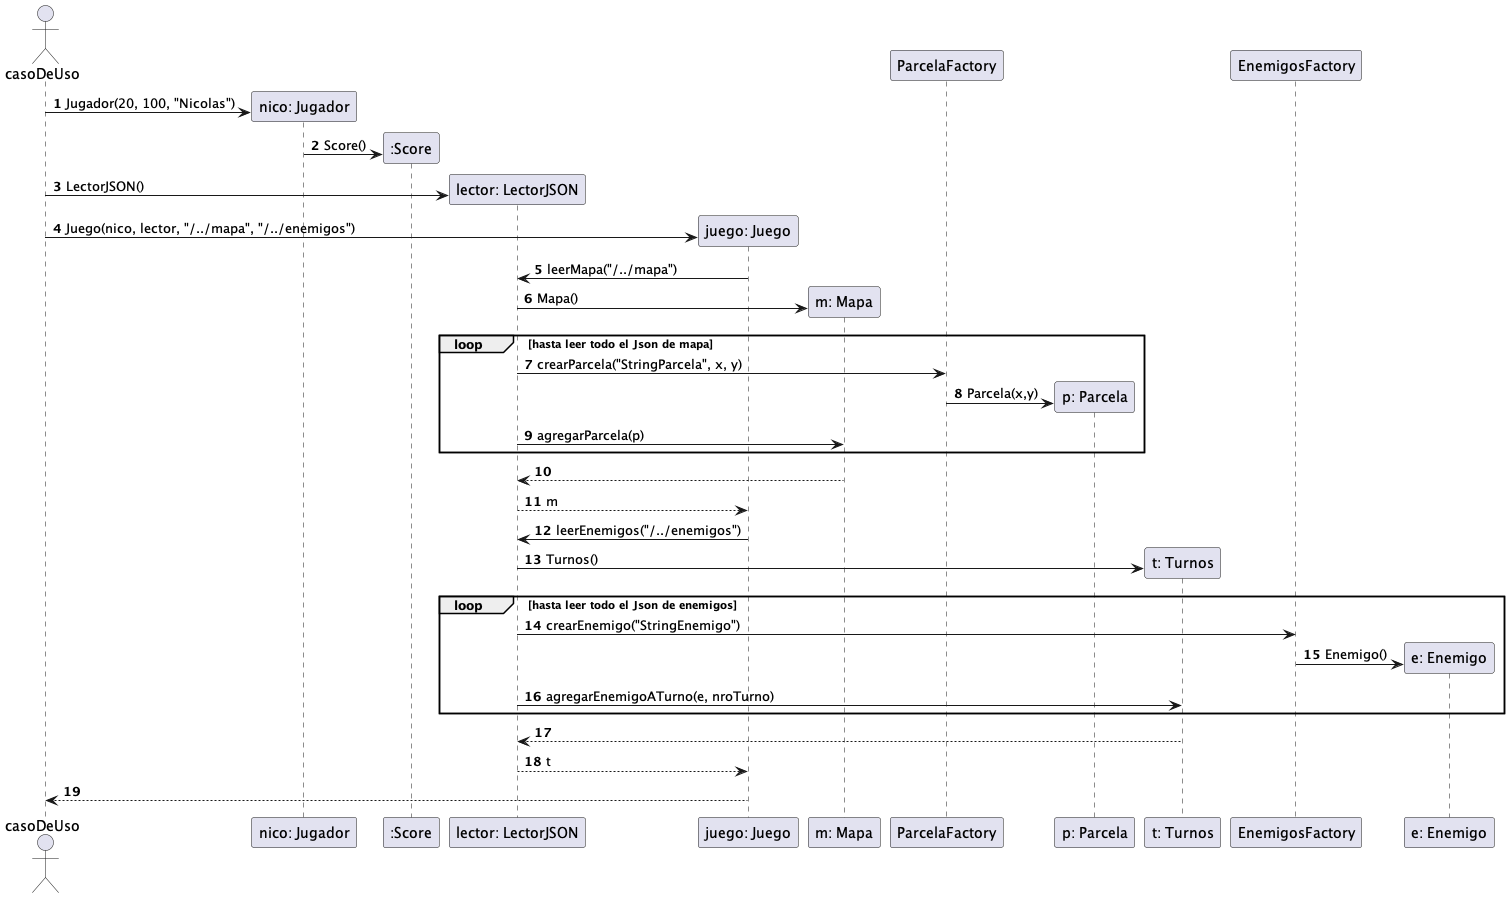 casoDeUso
ParcelaFactory
EnemigosFactory
1 Jugador(20, 100, "Nicolas")
nico: Jugador
2 Score()
:Score
3 LectorJSON()
lector: LectorJSON
4 Juego(nico, lector, "/../mapa", "/../enemigos")
juego: Juego
5 leerMapa("/../mapa")
6 Mapa()
m: Mapa
loop
[hasta leer todo el Json de mapa]
7 crearParcela("StringParcela", x, y)
8 Parcela(x,y)
p: Parcela
9 agregarParcela(p)
10
11 m
12 leerEnemigos("/../enemigos")
13 Turnos()
t: Turnos
loop
[hasta leer todo el Json de enemigos]
14 crearEnemigo("StringEnemigo")
15 Enemigo()
e: Enemigo
16 agregarEnemigoATurno(e, nroTurno)
17
18 t
19
casoDeUso
nico: Jugador
:Score
lector: LectorJSON
juego: Juego
m: Mapa
ParcelaFactory
p: Parcela
t: Turnos
EnemigosFactory
e: Enemigo